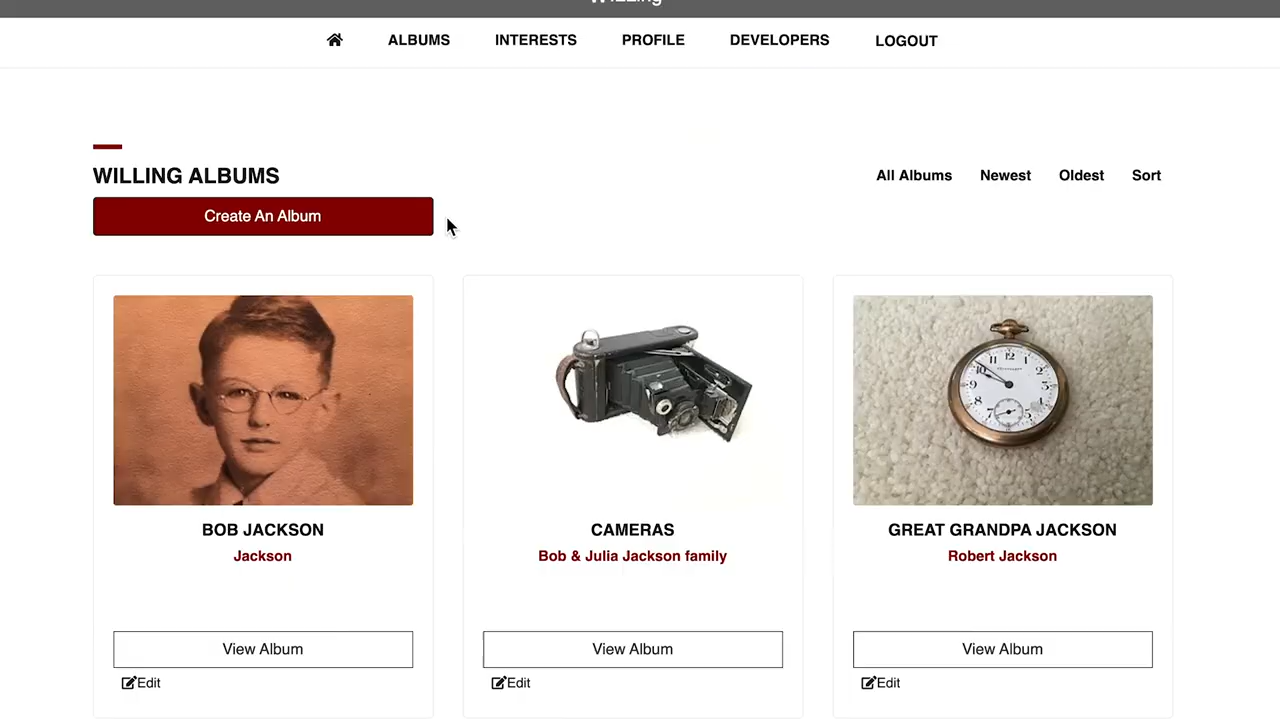 Willing
ALBUMS INTERESTS PROFILE DEVELOPERS LOGOUT
WILLING ALBUMS
All Albums Newest Oldest Sort
Create An Album
BOB JACKSON
Jackson
View Album
Edit
CAMERAS
Bob & Julia Jackson family
View Album
Edit
GREAT GRANDPA JACKSON
Robert Jackson
View Album
Edit